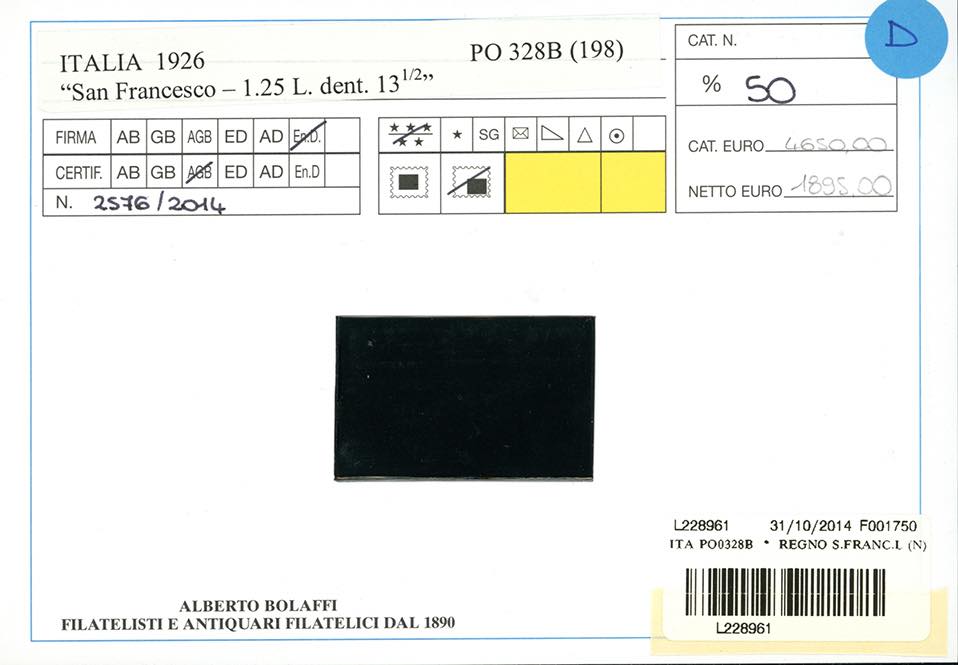 ITALIA 1926 PO 328B (198)
“San Francesco – 1.25 L. dent. 13 1/2”
CAT. N.
D
% 50
CAT. EURO 4650,00
NETTO EURO 1895,00
FIRMA AB GB AGB ED AD En.D.
CERTIF. AB GB AGB ED AD En.D
N. 2576/2014
SG
L228961 31/10/2014 F001750
ITA PO0328B * REGNO S.FRANC.L (N)
L228961
ALBERTO BOLAFFI
FILATELISTI E ANTIQUARI FILATELICI DAL 1890